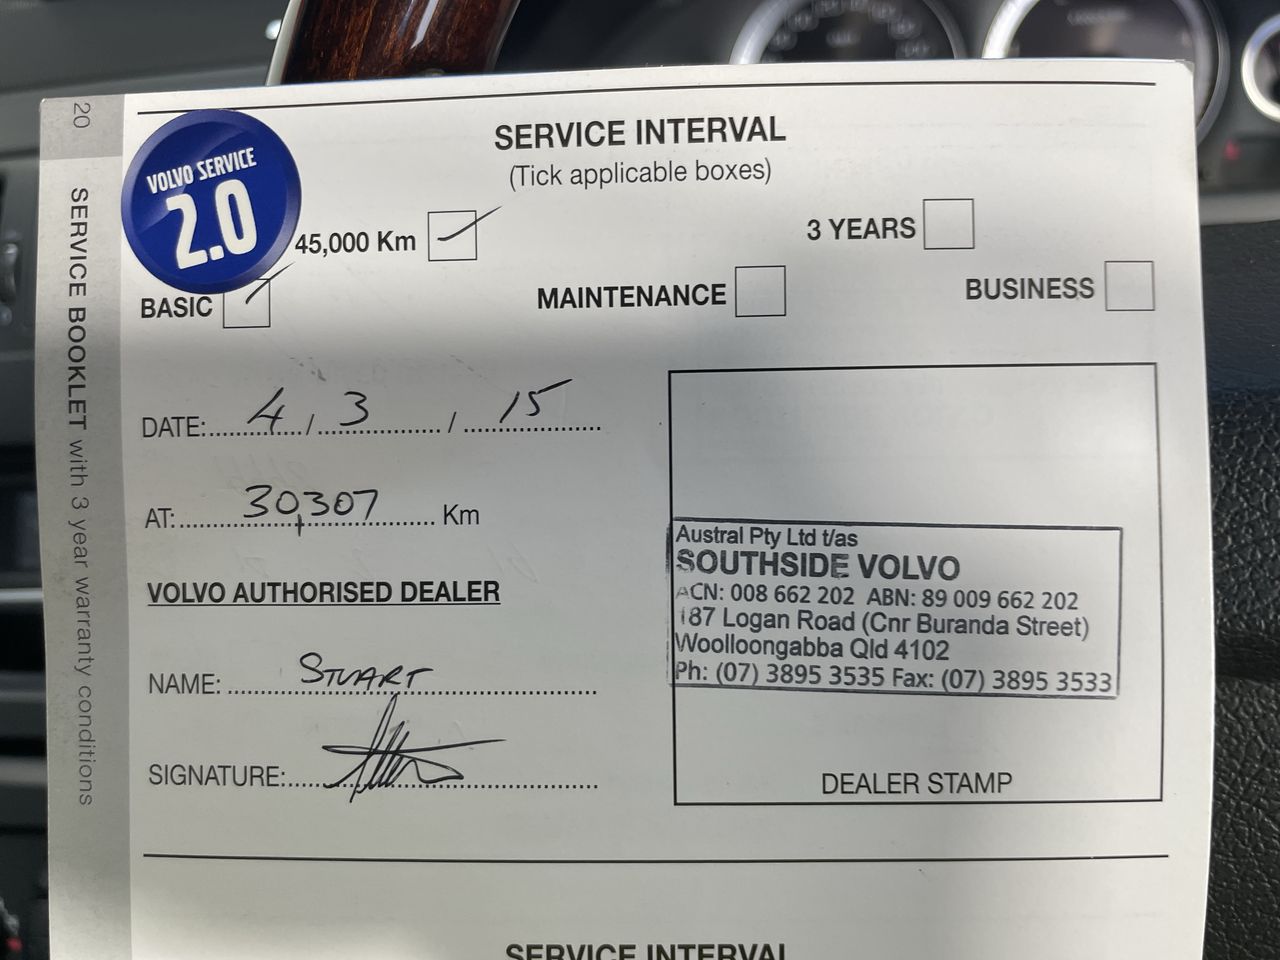 20
SERVICE BOOKLET with 3 year warranty conditions
VOLVO SERVICE
2.0
SERVICE INTERVAL
(Tick applicable boxes)
45,000 Km
3 YEARS
BASIC
MAINTENANCE
BUSINESS
DATE: 4 / 3 / 15
AT: 30,307 Km
VOLVO AUTHORISED DEALER
NAME: STUART
SIGNATURE:
Austral Pty Ltd t/as
SOUTHSIDE VOLVO
ACN: 008 662 202 ABN: 89 009 662 202
187 Logan Road (Cnr Buranda Street)
Woolloongabba Qld 4102
Ph: (07) 3895 3535 Fax: (07) 3895 3533
DEALER STAMP
SERVICE INTERVAL